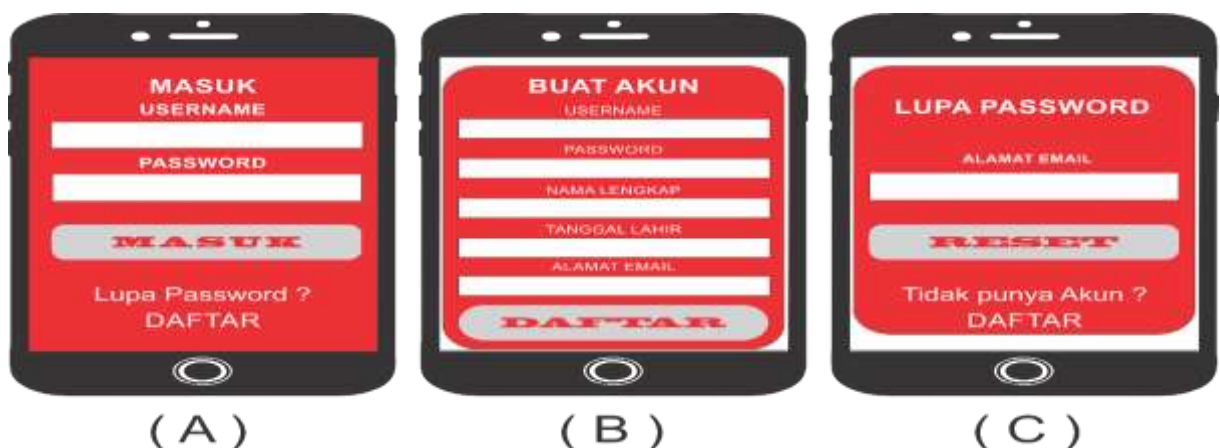 MASUK
USERNAME
PASSWORD
MASUK
Lupa Password ?
DAFTAR
( A )
BUAT AKUN
USERNAME
PASSWORD
NAMA LENGKAP
TANGGAL LAHIR
ALAMAT EMAIL
DAFTAR
( B )
LUPA PASSWORD
ALAMAT EMAIL
RESET
Tidak punya Akun ?
DAFTAR
( C )